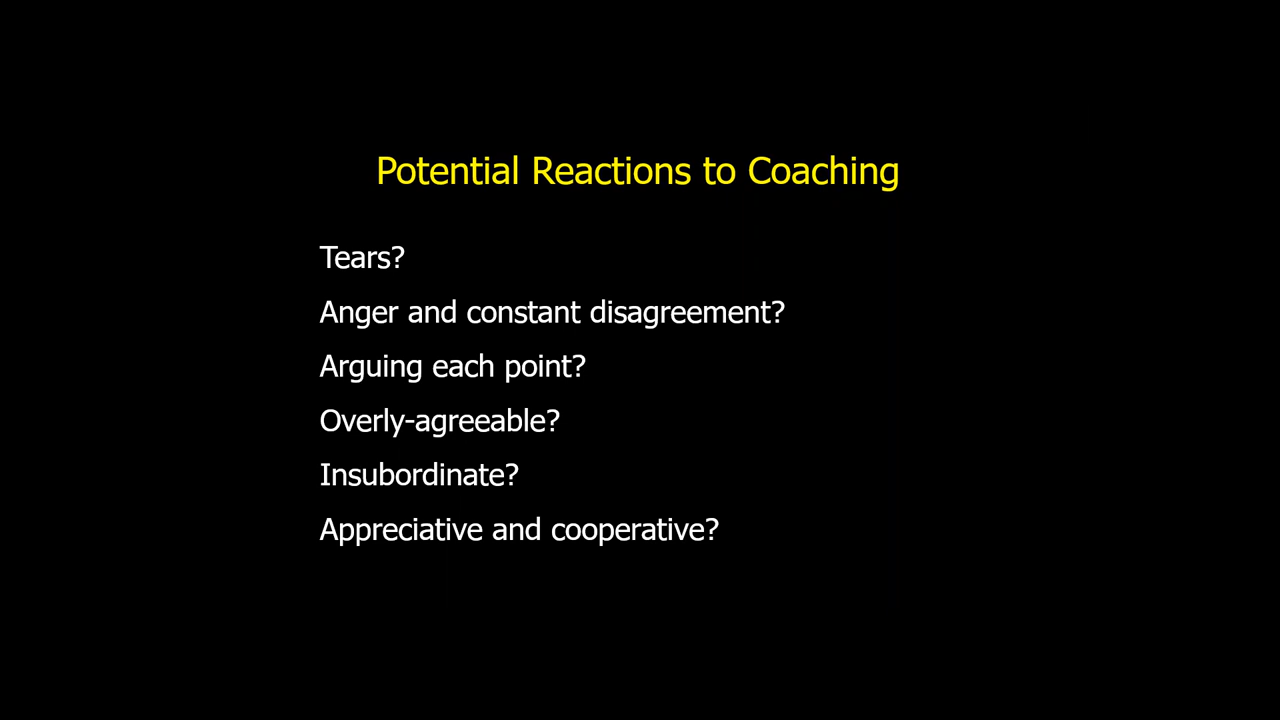 Potential Reactions to Coaching
Tears?
Anger and constant disagreement?
Arguing each point?
Overly-agreeable?
Insubordinate?
Appreciative and cooperative?